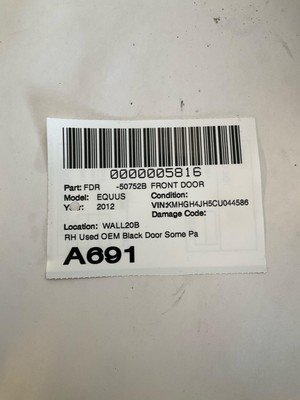 0000005816
Part: FDR -50752B FRONT DOOR
Model: EQUUS Condition:
Year: 2012 VIN:KMHGH4JH5CU044586
Damage Code:
Location: WALL20B
RH Used OEM Black Door Some Pa
A691